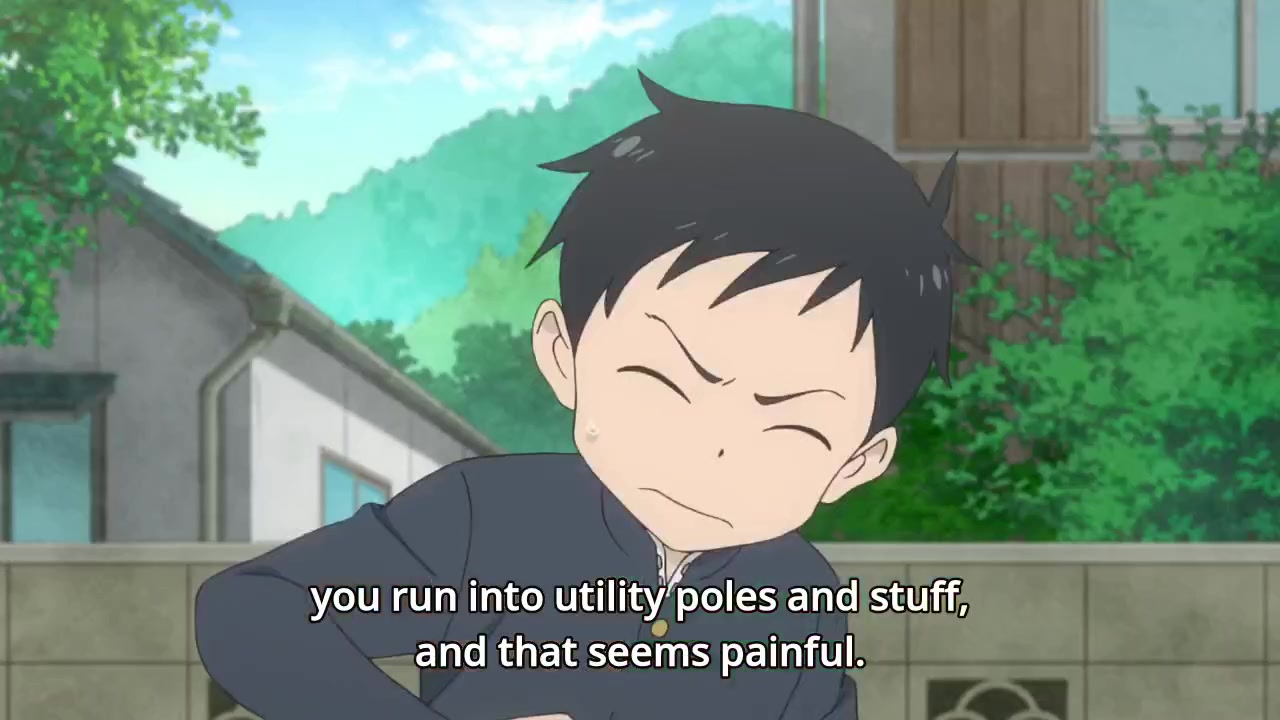 you run into utility poles and stuff,
and that seems painful.